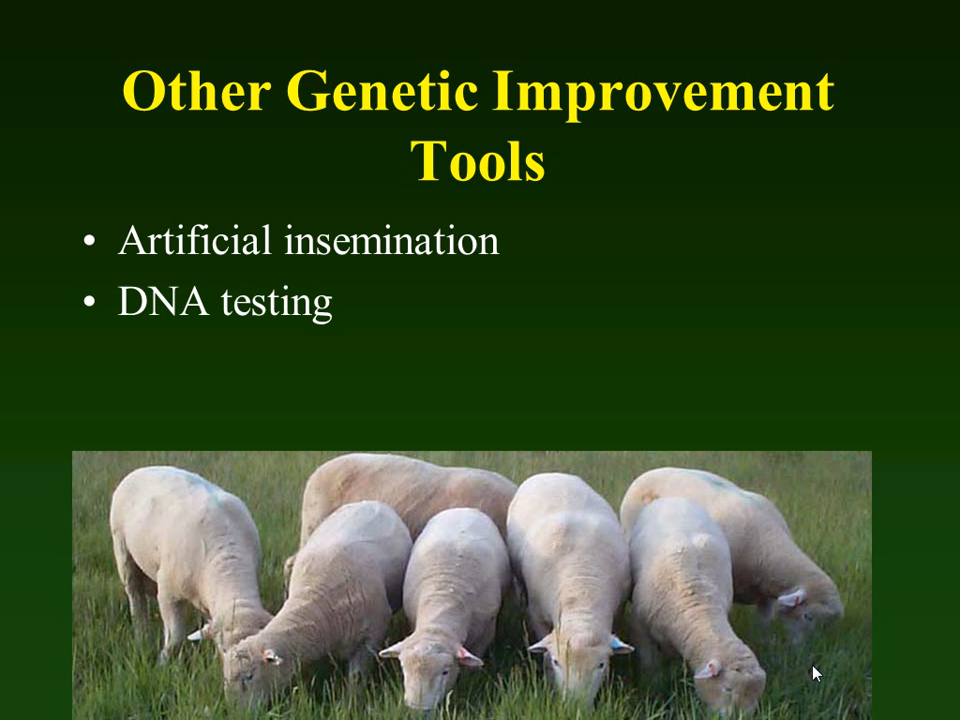 Other Genetic Improvement
Tools
• Artificial insemination
• DNA testing